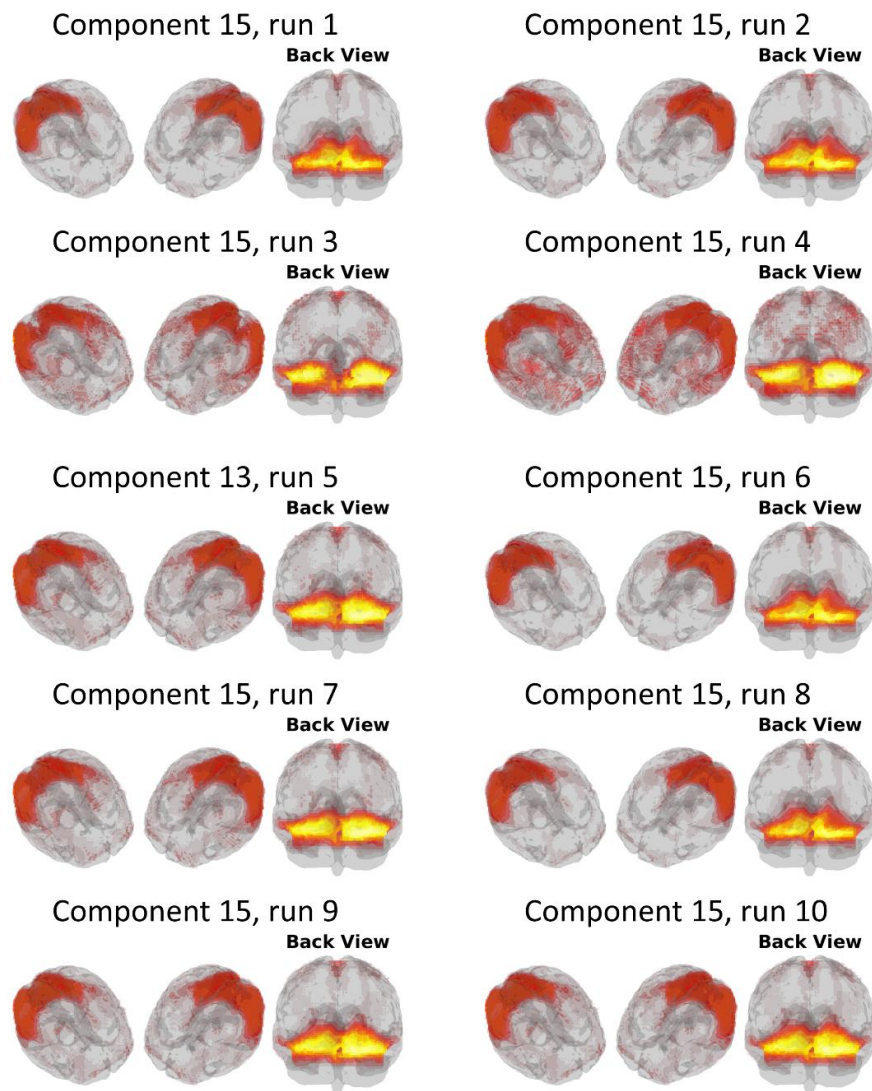 Component 15, run 1
Back View
Component 15, run 2
Back View
Component 15, run 3
Back View
Component 15, run 4
Back View
Component 13, run 5
Back View
Component 15, run 6
Back View
Component 15, run 7
Back View
Component 15, run 8
Back View
Component 15, run 9
Back View
Component 15, run 10
Back View